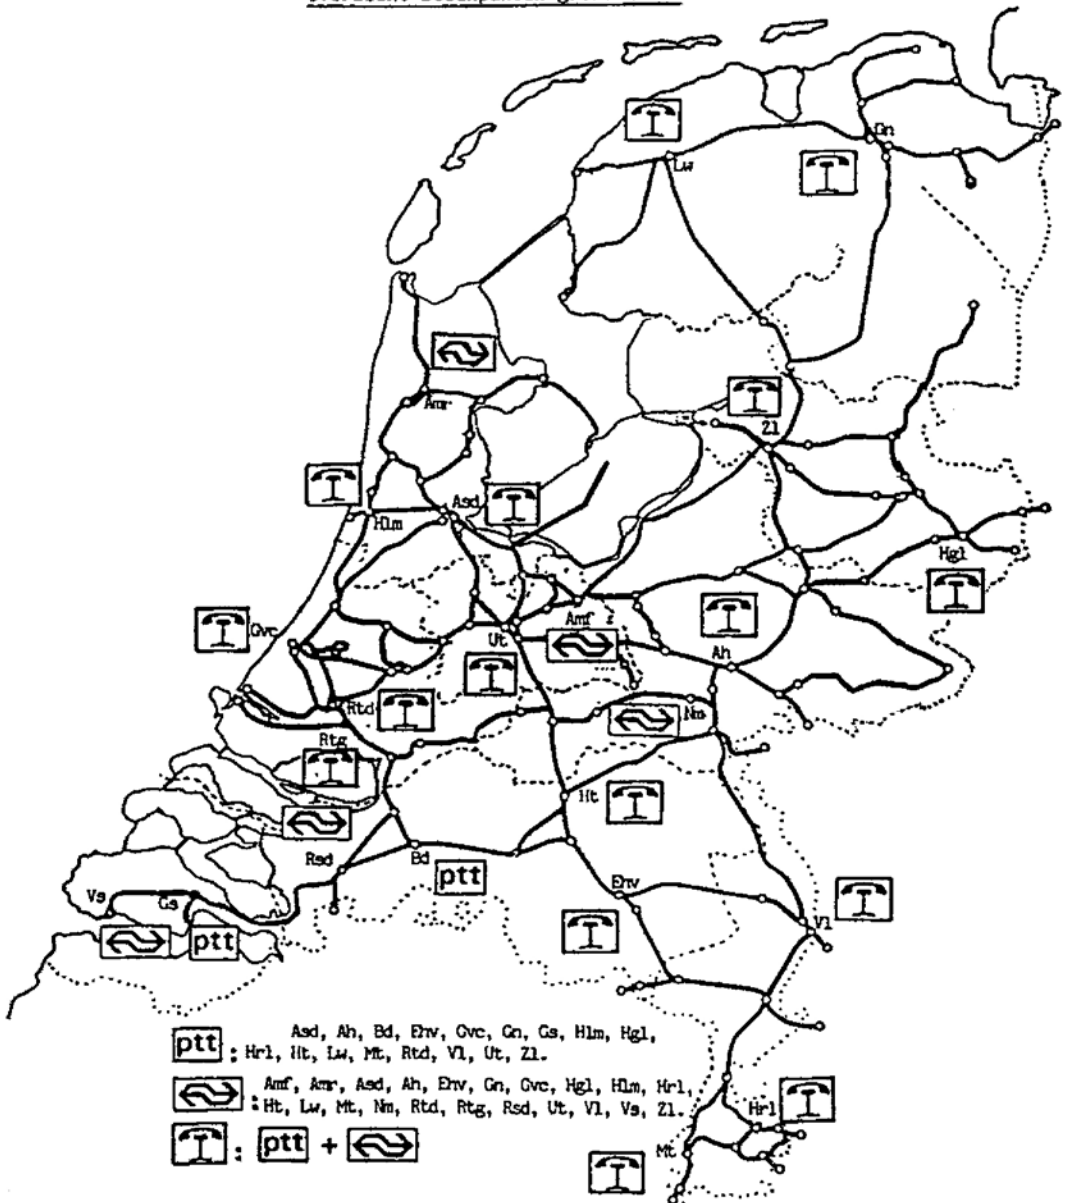 Gn
Lw
Amr
Zl
Asd
Hlm
Hgl
Gvc
Ut
Amf
Ah
Rtd
Nm
Rtg
Ht
Rsd
Bd
ptt
Ehv
Vs
Gs
Vl
ptt
ptt : Asd, Ah, Bd, Ehv, Gvc, Gn, Gs, Hlm, Hgl,
Hrl, Ht, Lw, Mt, Rtd, Vl, Ut, Zl.
: Amf, Amr, Asd, Ah, Ehv, Gn, Gvc, Hgl, Hlm, Hrl,
Ht, Lw, Mt, Nm, Rtd, Rtg, Rsd, Ut, Vl, Vs, Zl.
: ptt +
Hrl
Mt